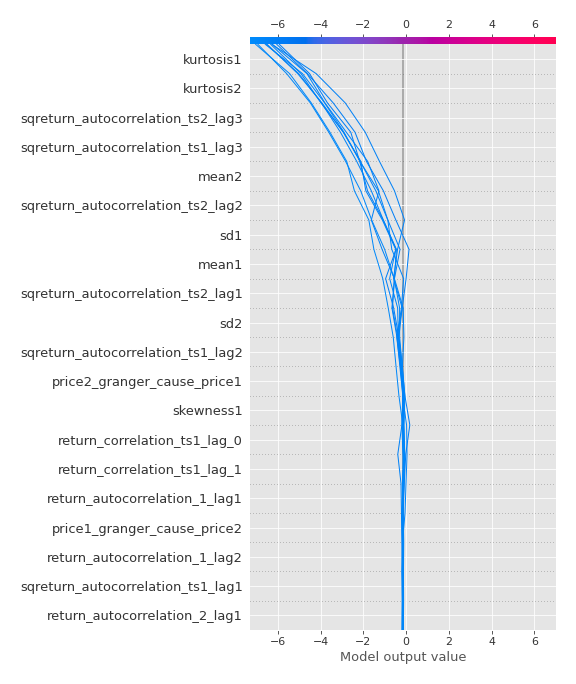 −6 −4 −2 0 2 4 6
kurtosis1
kurtosis2
sqreturn_autocorrelation_ts2_lag3
sqreturn_autocorrelation_ts1_lag3
mean2
sqreturn_autocorrelation_ts2_lag2
sd1
mean1
sqreturn_autocorrelation_ts2_lag1
sd2
sqreturn_autocorrelation_ts1_lag2
price2_granger_cause_price1
skewness1
return_correlation_ts1_lag_0
return_correlation_ts1_lag_1
return_autocorrelation_1_lag1
price1_granger_cause_price2
return_autocorrelation_1_lag2
sqreturn_autocorrelation_ts1_lag1
return_autocorrelation_2_lag1
−6 −4 −2 0 2 4 6
Model output value